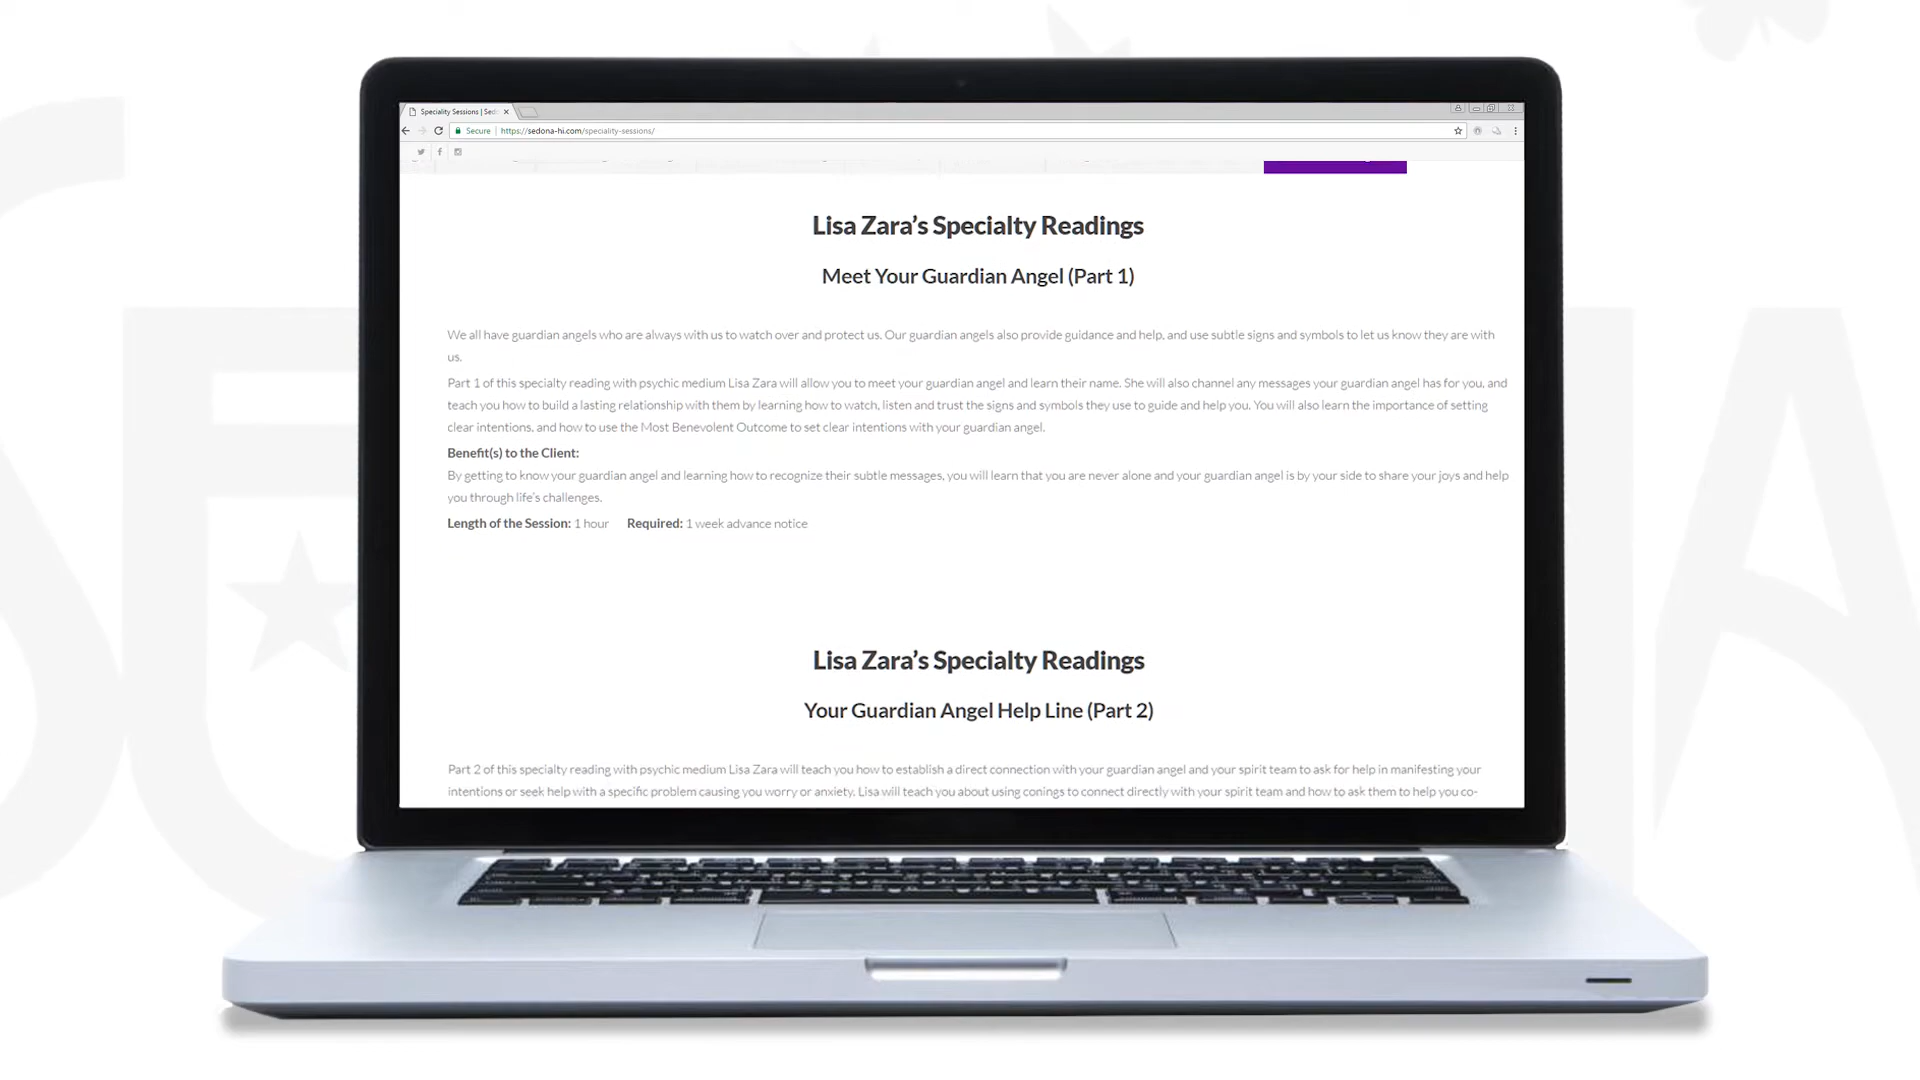 Speciality Sessions | Sed
Secure https://sedona-hi.com/speciality-sessions/
Lisa Zara’s Specialty Readings
Meet Your Guardian Angel (Part 1)
We all have guardian angels who are always with us to watch over and protect us. Our guardian angels also provide guidance and help, and use subtle signs and symbols to let us know they are with
us.
Part 1 of this specialty reading with psychic medium Lisa Zara will allow you to meet your guardian angel and learn their name. She will also channel any messages your guardian angel has for you, and
teach you how to build a lasting relationship with them by learning how to watch, listen and trust the signs and symbols they use to guide and help you. You will also learn the importance of setting
clear intentions, and how to use the Most Benevolent Outcome to set clear intentions with your guardian angel.
Benefit(s) to the Client:
By getting to know your guardian angel and learning how to recognize their subtle messages, you will learn that you are never alone and your guardian angel is by your side to share your joys and help
you through life’s challenges.
Length of the Session: 1 hour Required: 1 week advance notice
Lisa Zara’s Specialty Readings
Your Guardian Angel Help Line (Part 2)
Part 2 of this specialty reading with psychic medium Lisa Zara will teach you how to establish a direct connection with your guardian angel and your spirit team to ask for help in manifesting your
intentions or seek help with a specific problem causing you worry or anxiety. Lisa will teach you about using conings to connect directly with your spirit team and how to ask them to help you co-